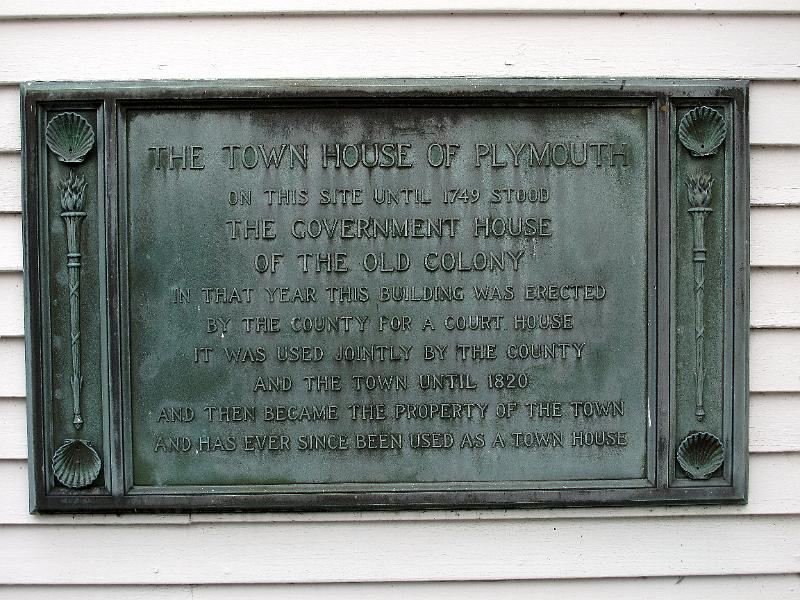 THE TOWN HOUSE OF PLYMOUTH
ON THIS SITE UNTIL 1749 STOOD
THE GOVERNMENT HOUSE
OF THE OLD COLONY
IN THAT YEAR THIS BUILDING WAS ERECTED
BY THE COUNTY FOR A COURT HOUSE
IT WAS USED JOINTLY BY THE COUNTY
AND THE TOWN UNTIL 1820
AND THEN BECAME THE PROPERTY OF THE TOWN
AND HAS EVER SINCE BEEN USED AS A TOWN HOUSE